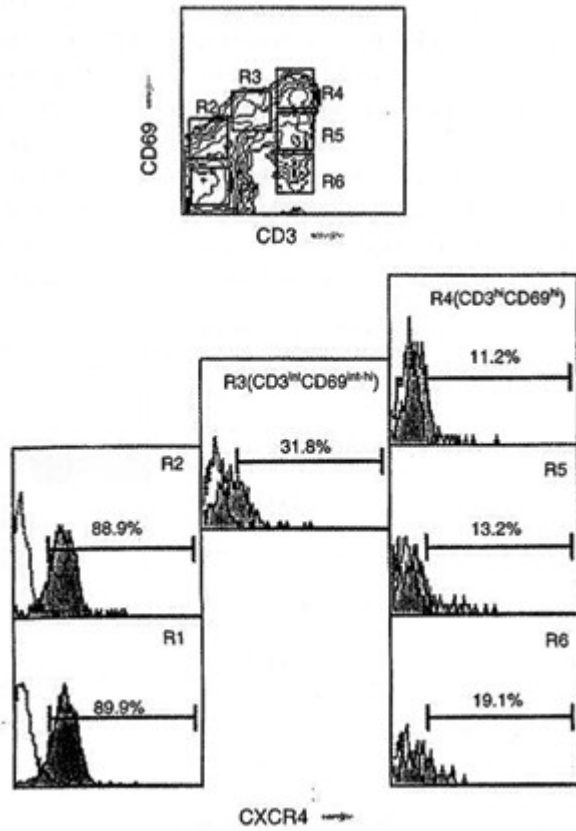 R3
R4
R2
R5
R6
CD69
CD3
R4(CD3hiCD69hi)
11.2%
R3(CD3intCD69int-hi)
31.8%
R2
88.9%
R5
13.2%
R1
89.9%
R6
19.1%
CXCR4